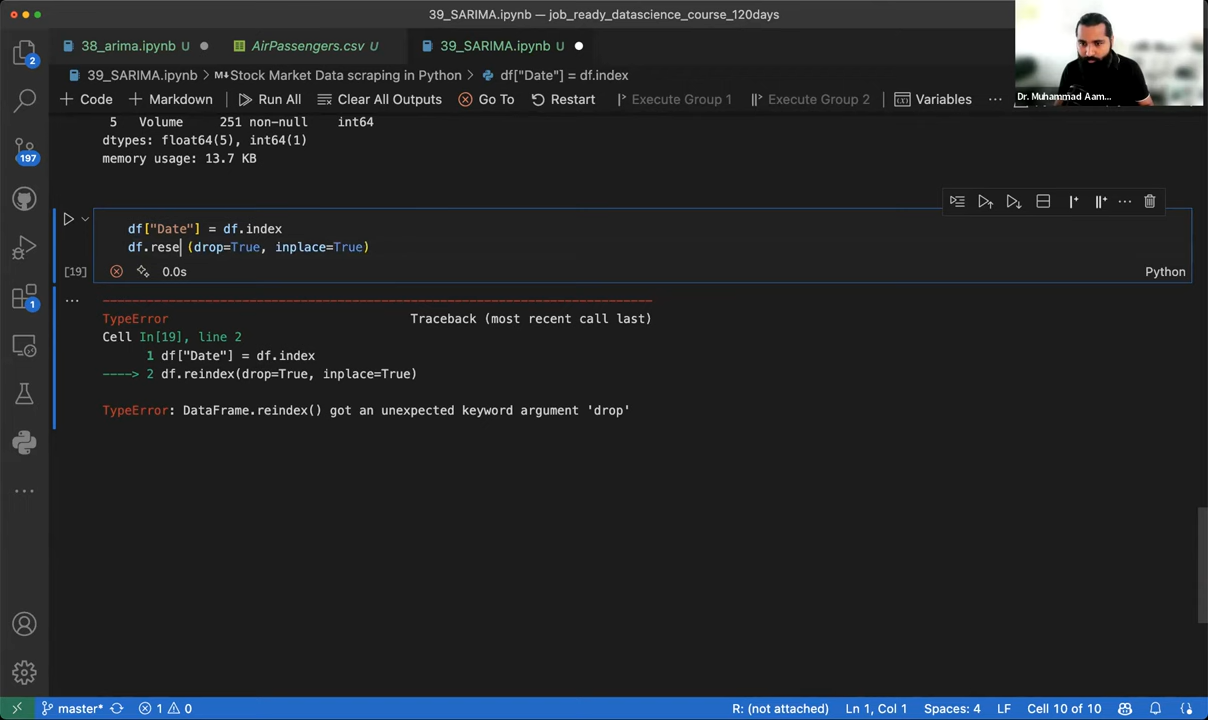 39_SARIMA.ipynb — job_ready_datascience_course_120days
38_arima.ipynb U
AirPassengers.csv U
39_SARIMA.ipynb U
39_SARIMA.ipynb > M↓Stock Market Data scraping in Python > df["Date"] = df.index
+ Code + Markdown Run All Clear All Outputs Go To Restart Execute Group 1 Execute Group 2 Variables ...
Dr. Muhammad Aam...
5 Volume 251 non-null int64
dtypes: float64(5), int64(1)
memory usage: 13.7 KB
df["Date"] = df.index
df.rese (drop=True, inplace=True)
[19] 0.0s Python
TypeError Traceback (most recent call last)
Cell In[19], line 2
1 df["Date"] = df.index
----> 2 df.reindex(drop=True, inplace=True)
TypeError: DataFrame.reindex() got an unexpected keyword argument 'drop'
2
197
1
master* 1 0 R: (not attached) Ln 1, Col 1 Spaces: 4 LF Cell 10 of 10